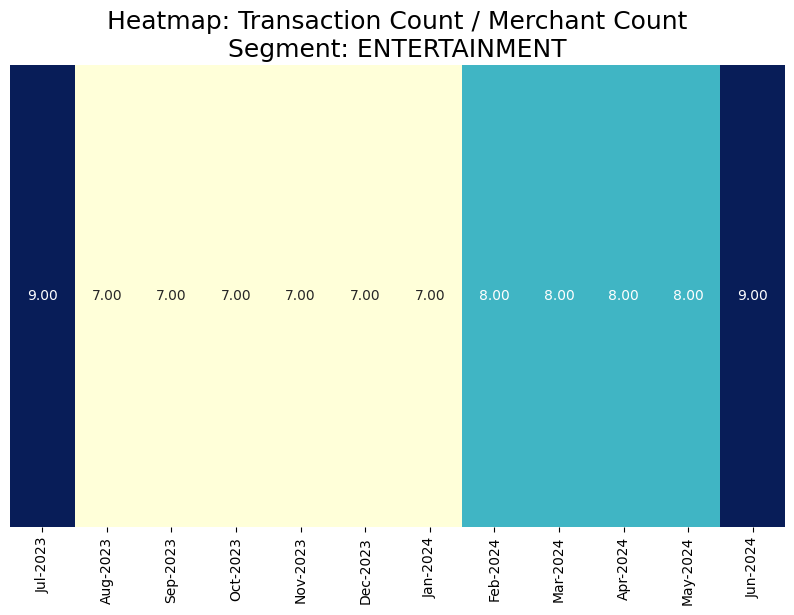 Heatmap: Transaction Count / Merchant Count
Segment: ENTERTAINMENT
9.00 7.00 7.00 7.00 7.00 7.00 7.00 8.00 8.00 8.00 8.00 9.00
Jul-2023 Aug-2023 Sep-2023 Oct-2023 Nov-2023 Dec-2023 Jan-2024 Feb-2024 Mar-2024 Apr-2024 May-2024 Jun-2024